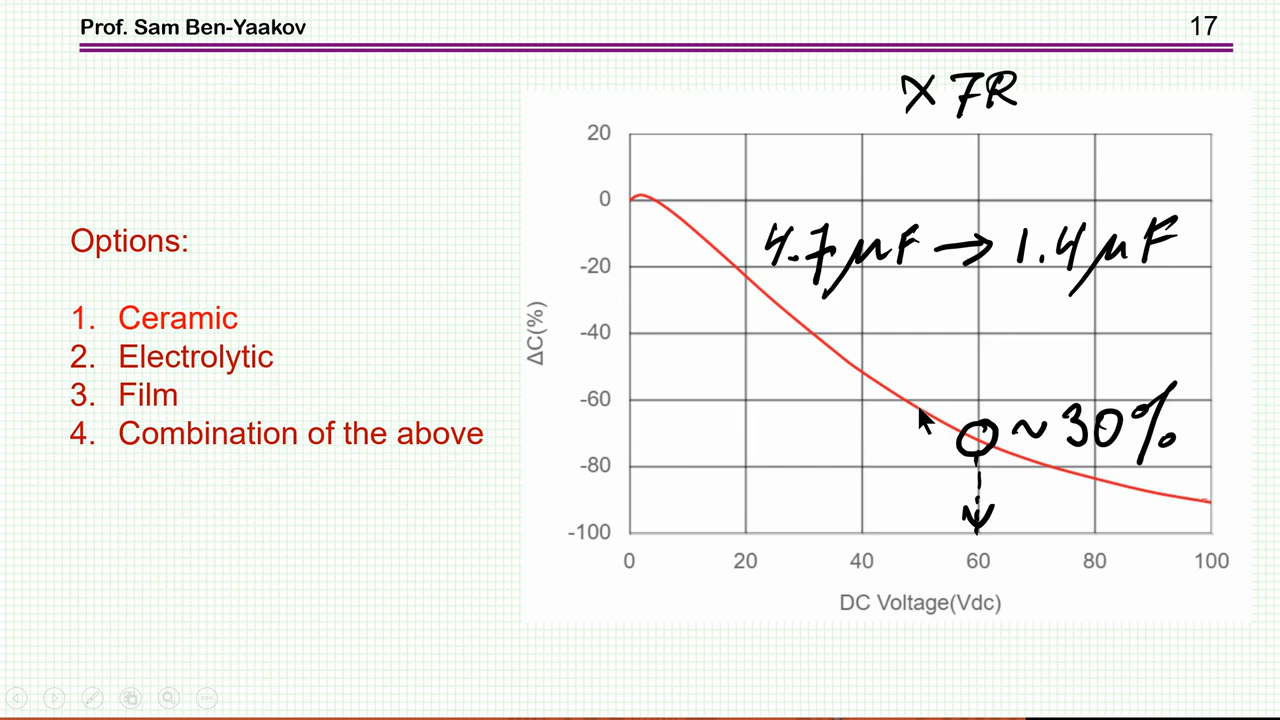 Prof. Sam Ben-Yaakov
17
Options:
1. Ceramic
2. Electrolytic
3. Film
4. Combination of the above
X7R
20
0
-20
-40
-60
-80
-100
ΔC(%)
4.7μF → 1.4μF
~30%
0 20 40 60 80 100
DC Voltage(Vdc)